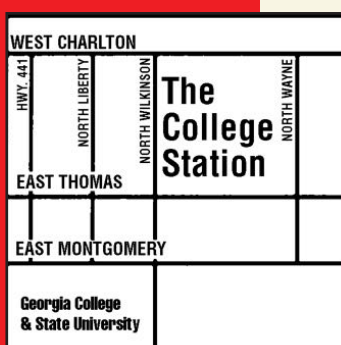 WEST CHARLTON
HWY. 441
NORTH LIBERTY
NORTH WILKINSON
The
College
Station
NORTH WAYNE
EAST THOMAS
EAST MONTGOMERY
Georgia College
& State University